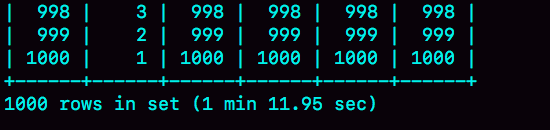 |  998 |    3 |  998 |  998 |  998 |  998 |
|  999 |    2 |  999 |  999 |  999 |  999 |
| 1000 |    1 | 1000 | 1000 | 1000 | 1000 |
+------+------+------+------+------+------+
1000 rows in set (1 min 11.95 sec)